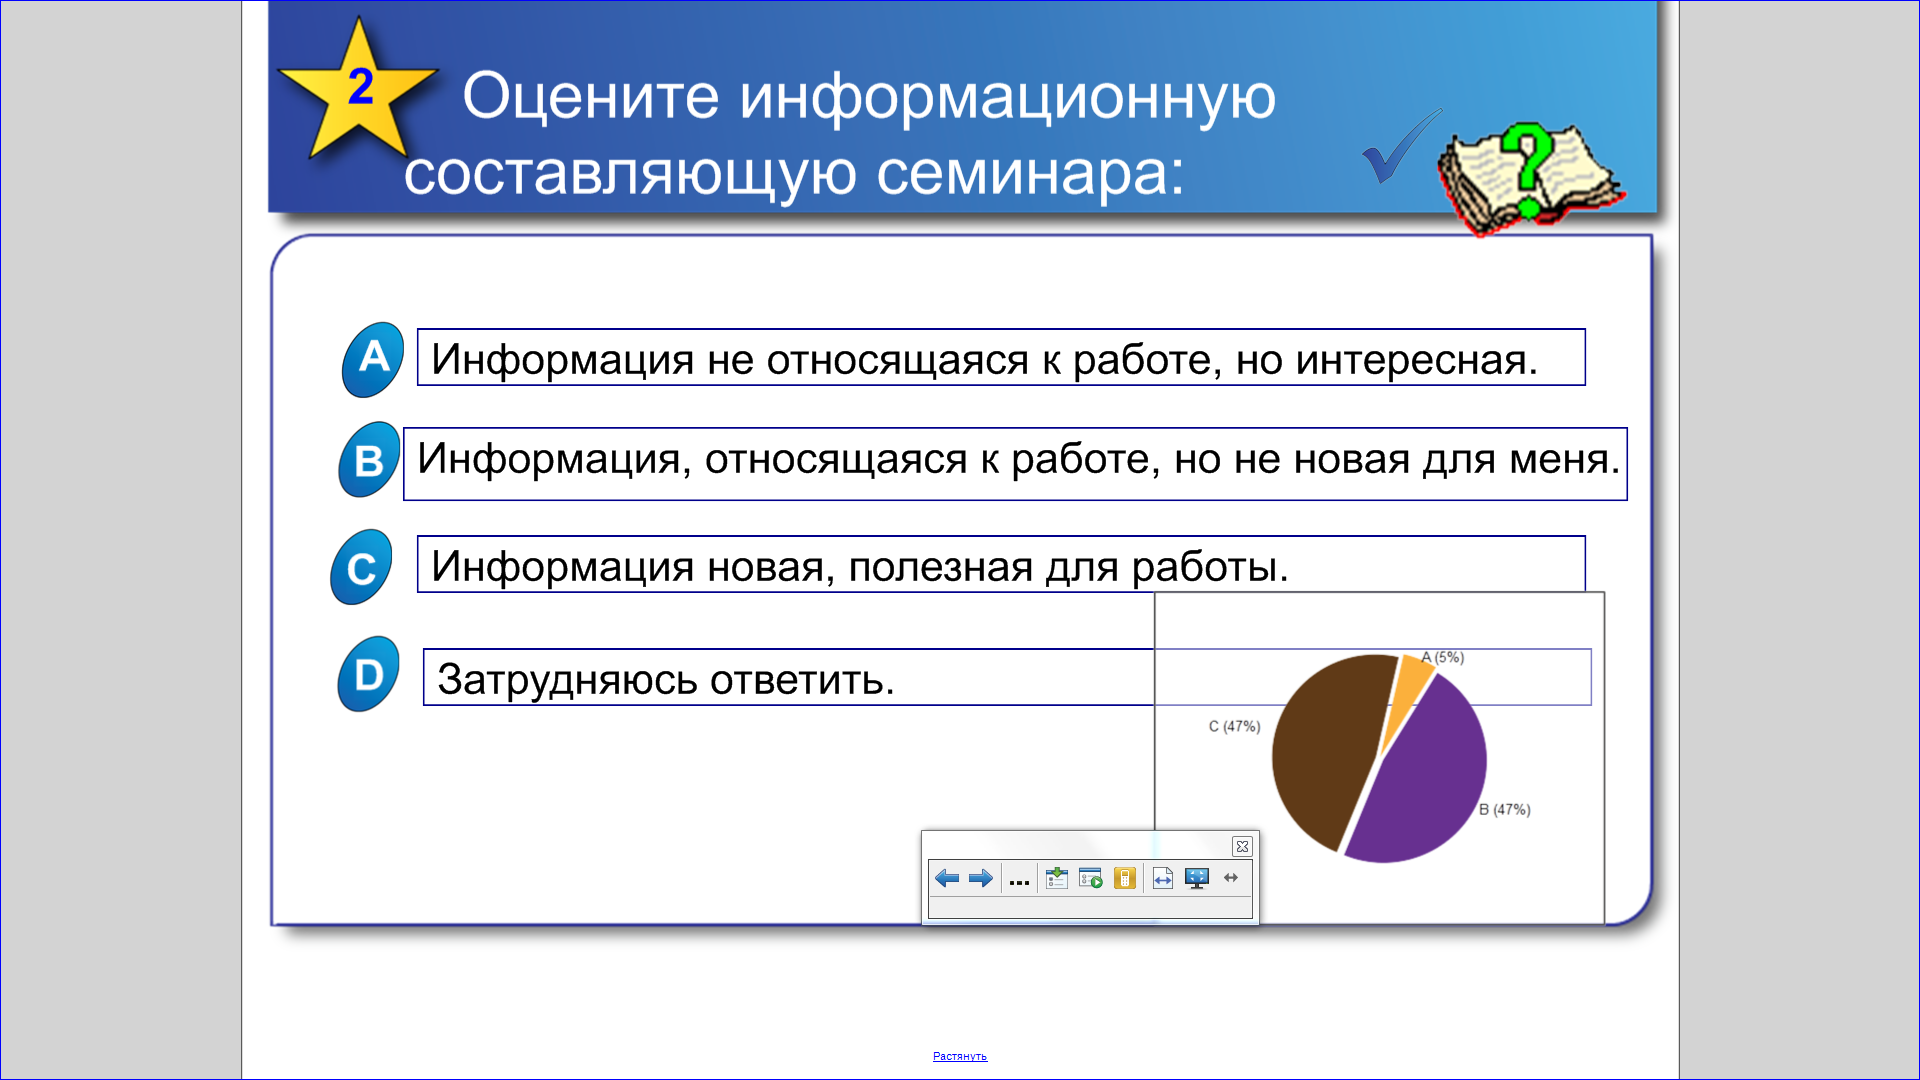 2
Оцените информационную
составляющую семинара:
A
Информация не относящаяся к работе, но интересная.
B
Информация, относящаяся к работе, но не новая для меня.
C
Информация новая, полезная для работы.
D
Затрудняюсь ответить.
A (5%)
C (47%)
B (47%)
...
Растянуть